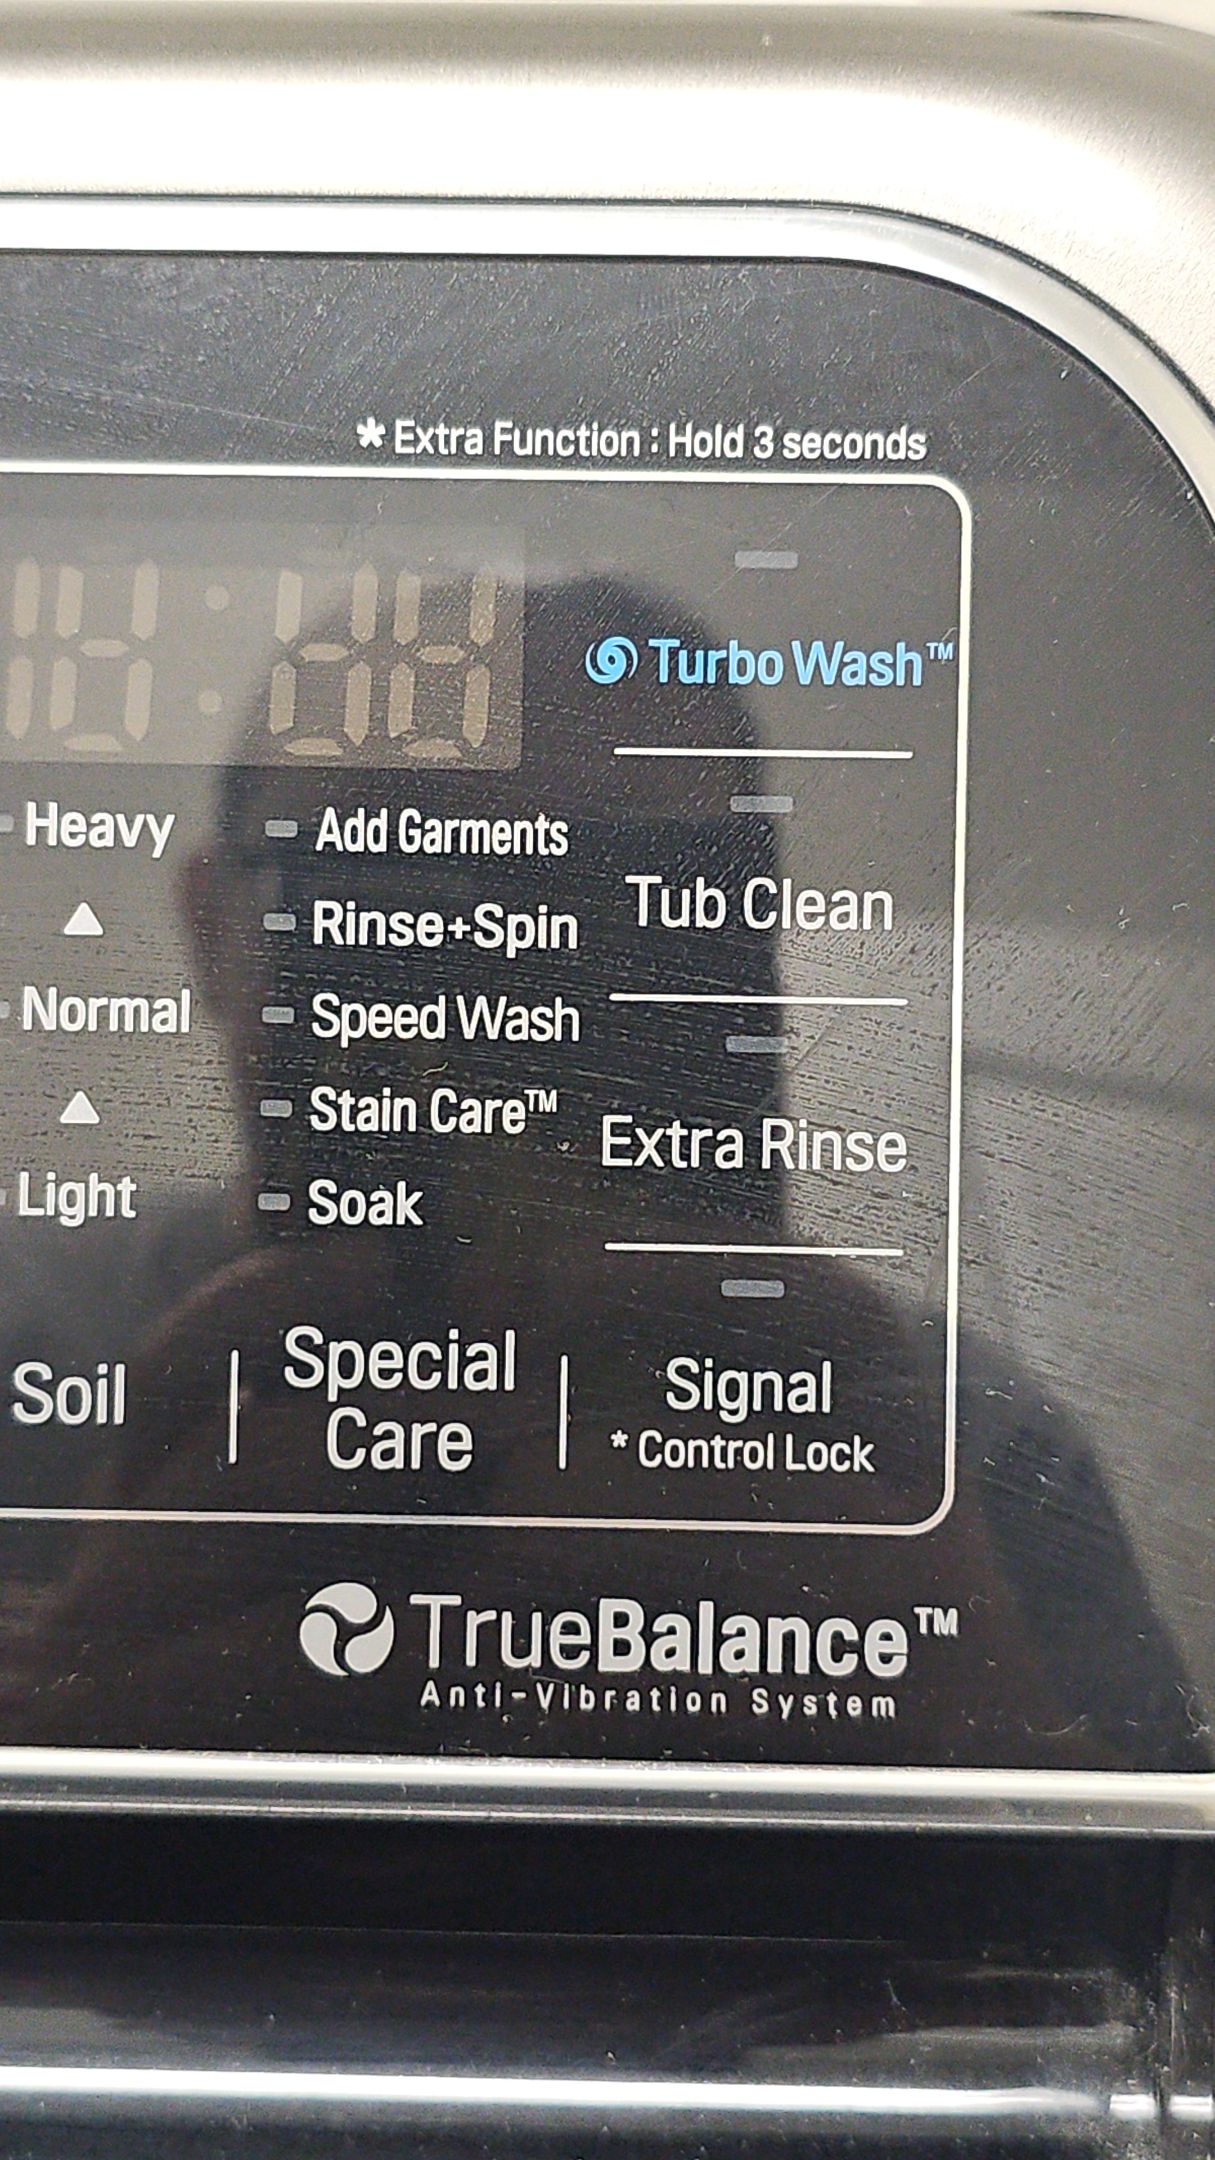 * Extra Function : Hold 3 seconds
Turbo Wash™
Heavy
Add Garments
Tub Clean
Rinse+Spin
Normal
Speed Wash
Stain Care™
Extra Rinse
Light
Soak
Soil
Special
Care
Signal
* Control Lock
TrueBalance™
Anti-Vibration System